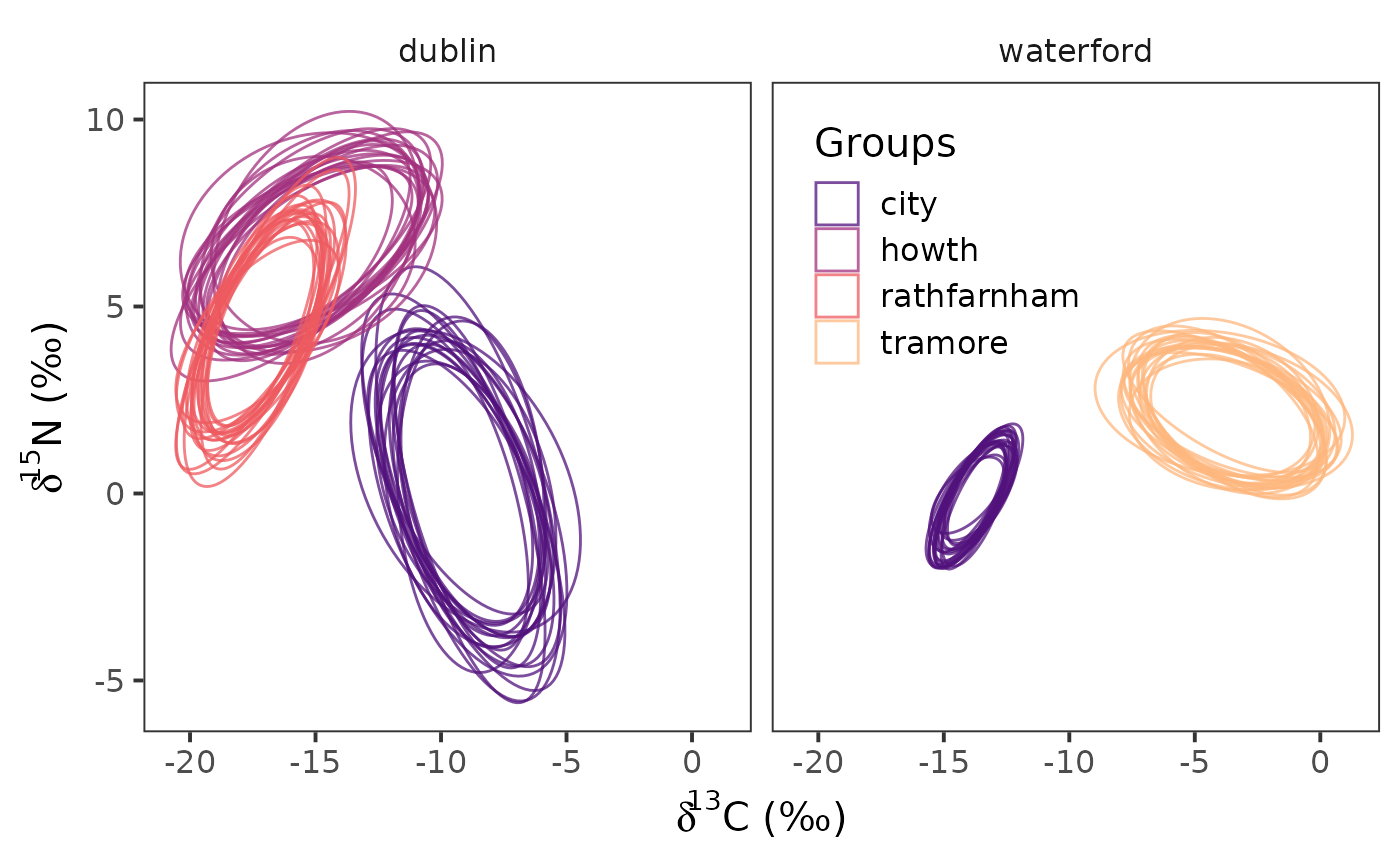 dublin
waterford
10
5
0
-5
δ¹⁵N (‰)
Groups
city
howth
rathfarnham
tramore
-20 -15 -10 -5 0
-20 -15 -10 -5 0
δ¹³C (‰)